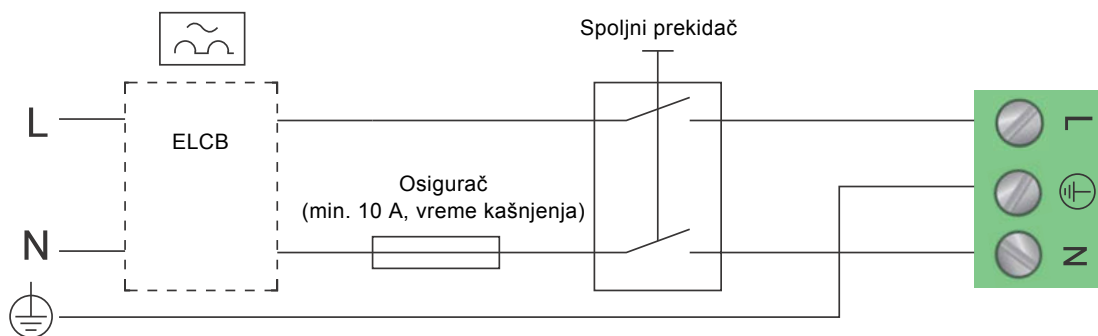 Spoljni prekidač
L
ELCB
Osigurač
(min. 10 A, vreme kašnjenja)
N
L
N